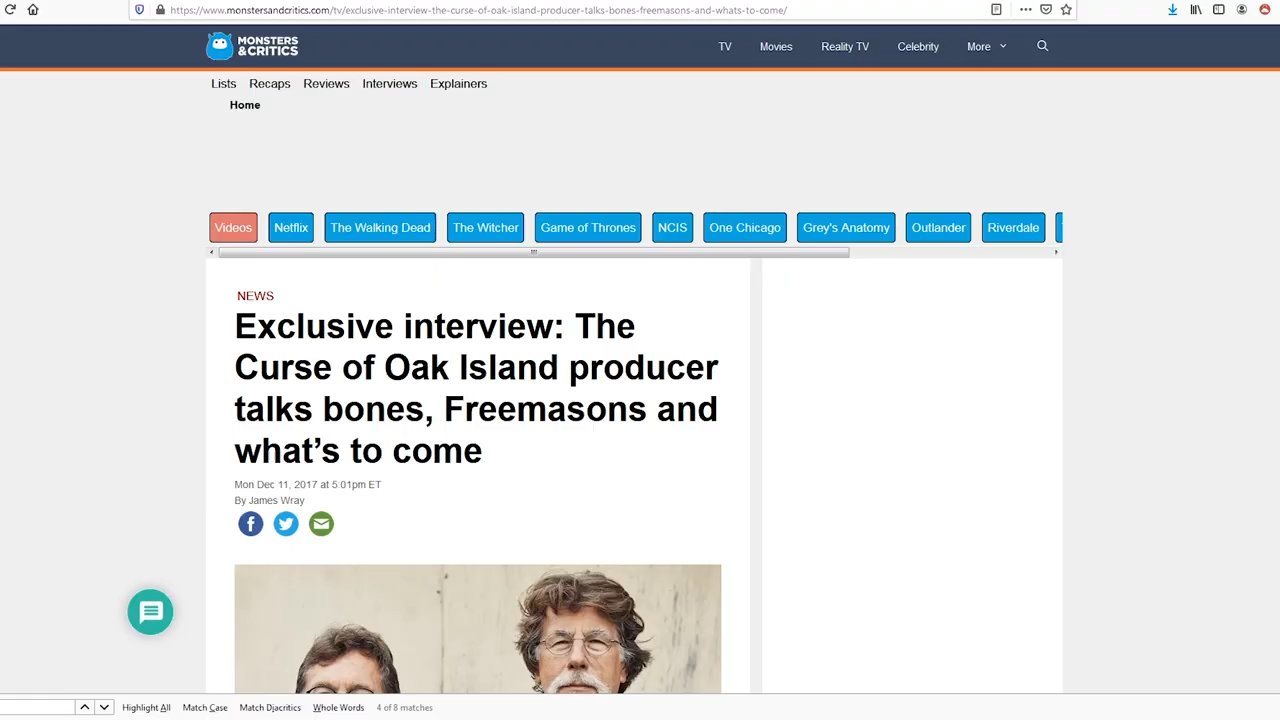 https://www.monstersandcritics.com/tv/exclusive-interview-the-curse-of-oak-island-producer-talks-bones-freemasons-and-whats-to-come/
MONSTERS
&CRITICS
TV Movies Reality TV Celebrity More
Lists Recaps Reviews Interviews Explainers
Home
Videos Netflix The Walking Dead The Witcher Game of Thrones NCIS One Chicago Grey's Anatomy Outlander Riverdale
NEWS
Exclusive interview: The
Curse of Oak Island producer
talks bones, Freemasons and
what’s to come
Mon Dec 11, 2017 at 5:01pm ET
By James Wray
Highlight All Match Case Match Diacritics Whole Words 4 of 8 matches